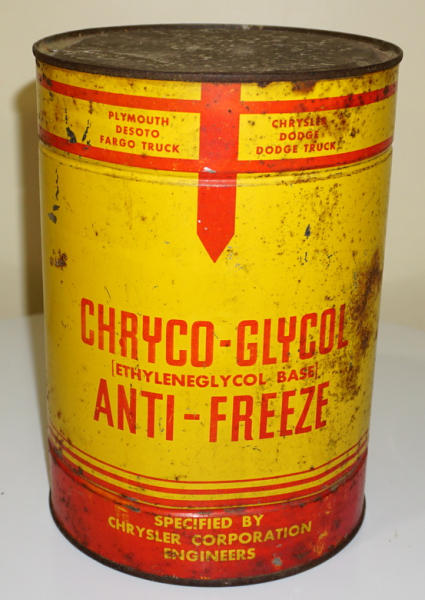 PLYMOUTH
DESOTO
FARGO TRUCK
CHRYSLER
DODGE
DODGE TRUCK
CHRYCO-GLYCOL
[ETHYLENEGLYCOL BASE]
ANTI-FREEZE
SPECIFIED BY
CHRYSLER CORPORATION
ENGINEERS